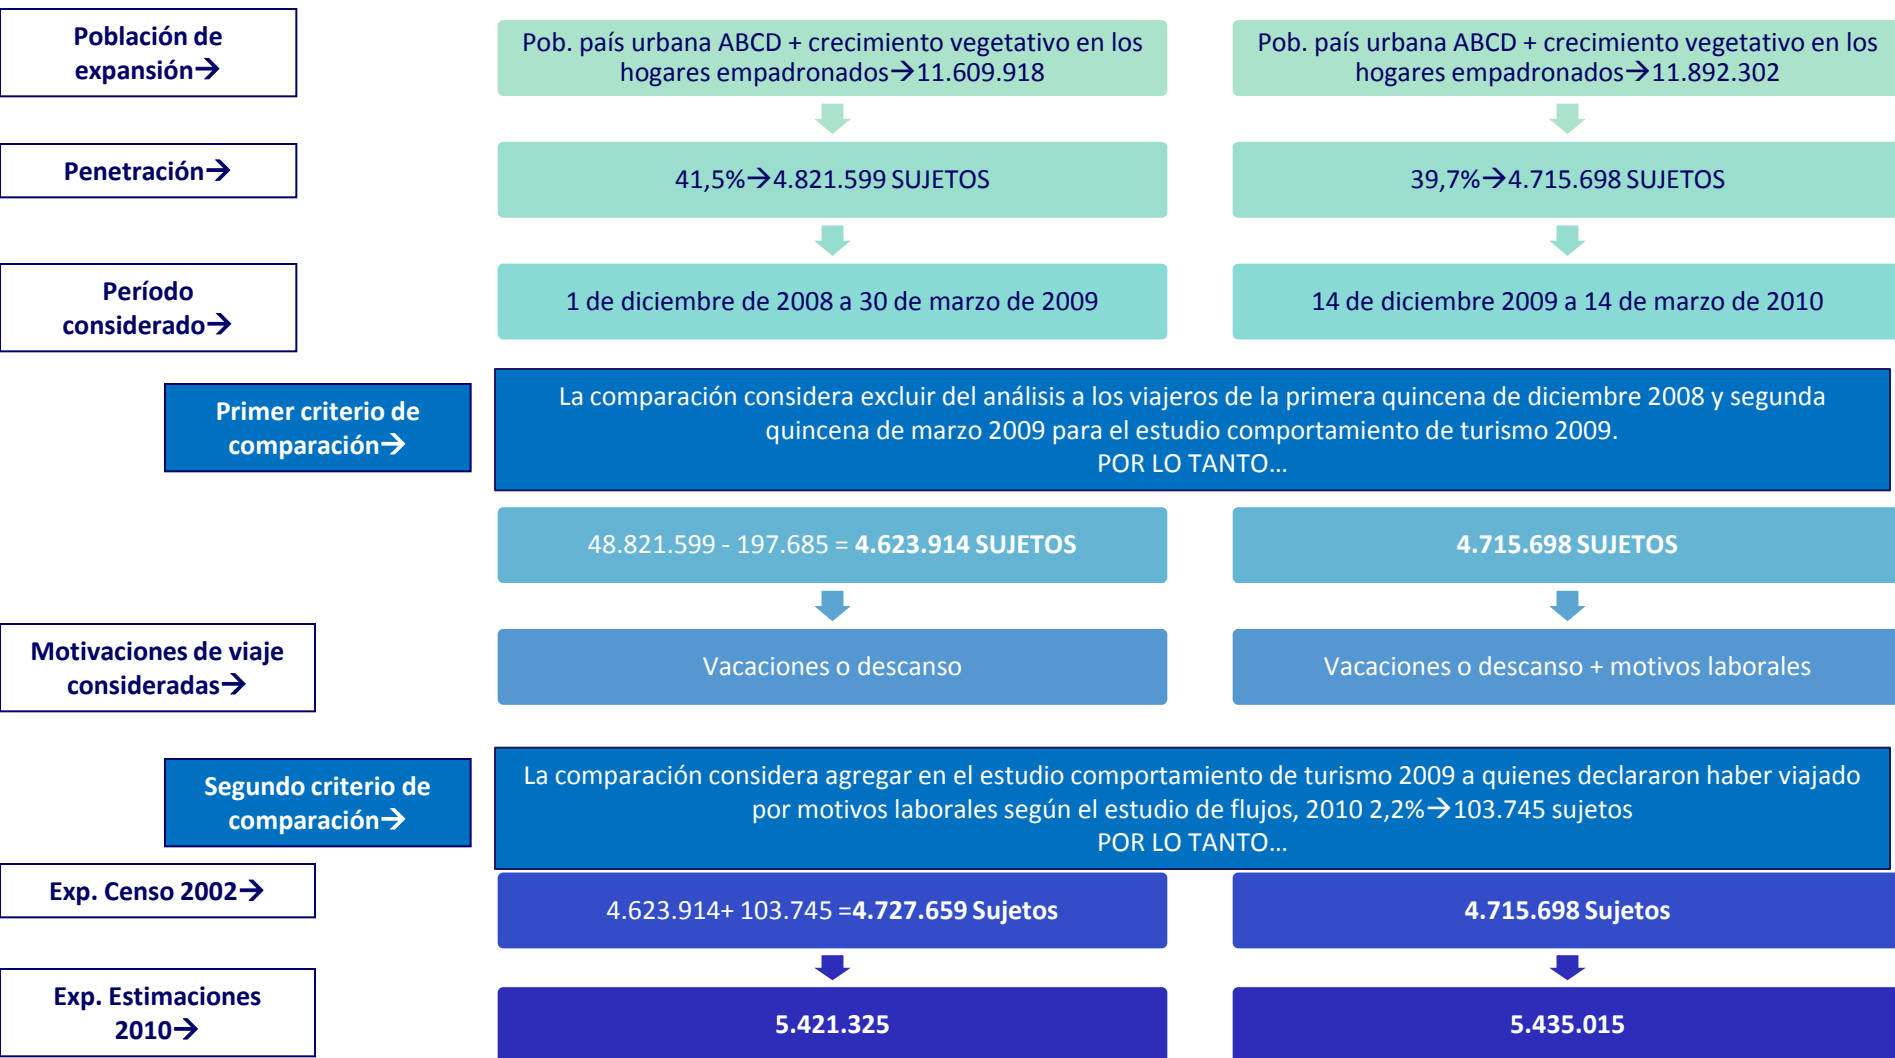 Población de
expansión→
Pob. país urbana ABCD + crecimiento vegetativo en los
hogares empadronados→11.609.918
Pob. país urbana ABCD + crecimiento vegetativo en los
hogares empadronados→11.892.302
Penetración→
41,5%→4.821.599 SUJETOS
39,7%→4.715.698 SUJETOS
Período
considerado→
1 de diciembre de 2008 a 30 de marzo de 2009
14 de diciembre 2009 a 14 de marzo de 2010
Primer criterio de
comparación→
La comparación considera excluir del análisis a los viajeros de la primera quincena de diciembre 2008 y segunda
quincena de marzo 2009 para el estudio comportamiento de turismo 2009.
POR LO TANTO…
48.821.599 - 197.685 = 4.623.914 SUJETOS
4.715.698 SUJETOS
Motivaciones de viaje
consideradas→
Vacaciones o descanso
Vacaciones o descanso + motivos laborales
Segundo criterio de
comparación→
La comparación considera agregar en el estudio comportamiento de turismo 2009 a quienes declararon haber viajado
por motivos laborales según el estudio de flujos, 2010 2,2%→103.745 sujetos
POR LO TANTO…
Exp. Censo 2002→
4.623.914+ 103.745 =4.727.659 Sujetos
4.715.698 Sujetos
Exp. Estimaciones
2010→
5.421.325
5.435.015